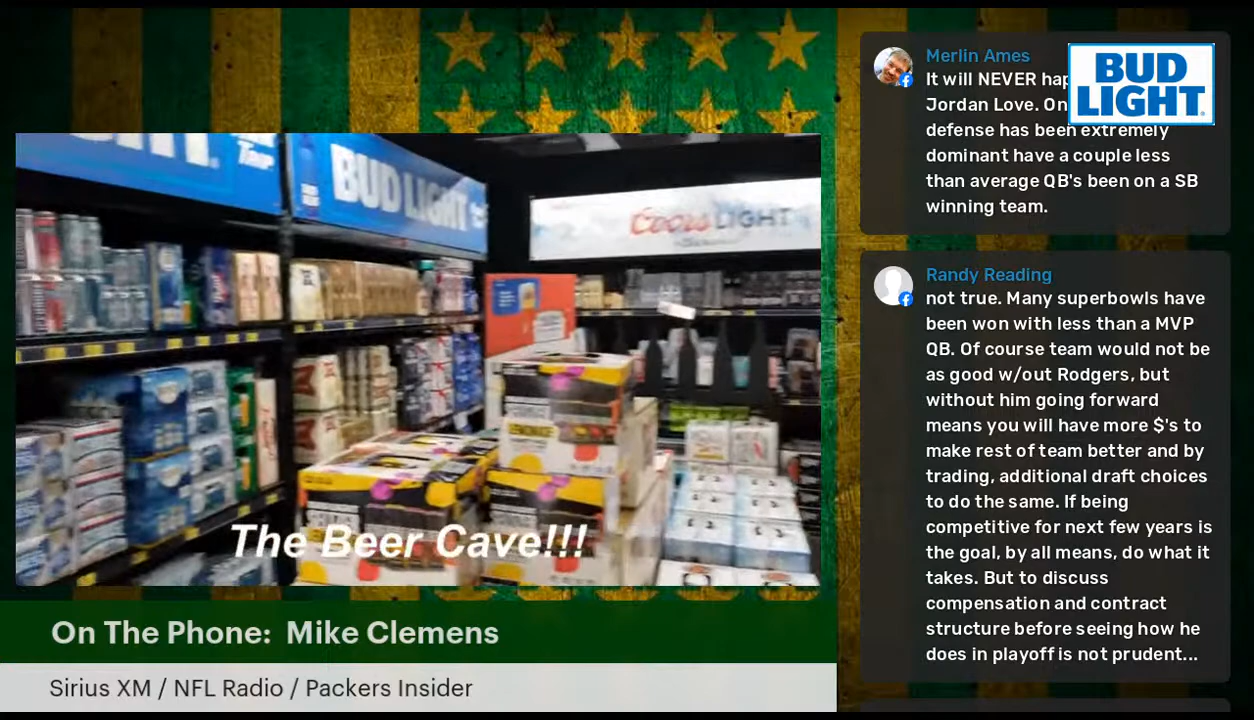 BUD LIGHT
Coors LIGHT
The Beer Cave!!!
On The Phone: Mike Clemens
Sirius XM / NFL Radio / Packers Insider
Merlin Ames
It will NEVER
Jordan Love.
defense has been extremely
dominant have a couple less
than average QB's been on a SB
winning team.
BUD
LIGHT
Randy Reading
not true. Many superbowls have
been won with less than a MVP
QB. Of course team would not be
as good w/out Rodgers, but
without him going forward
means you will have more $'s to
make rest of team better and by
trading, additional draft choices
to do the same. If being
competitive for next few years is
the goal, by all means, do what it
takes. But to discuss
compensation and contract
structure before seeing how he
does in playoff is not prudent...